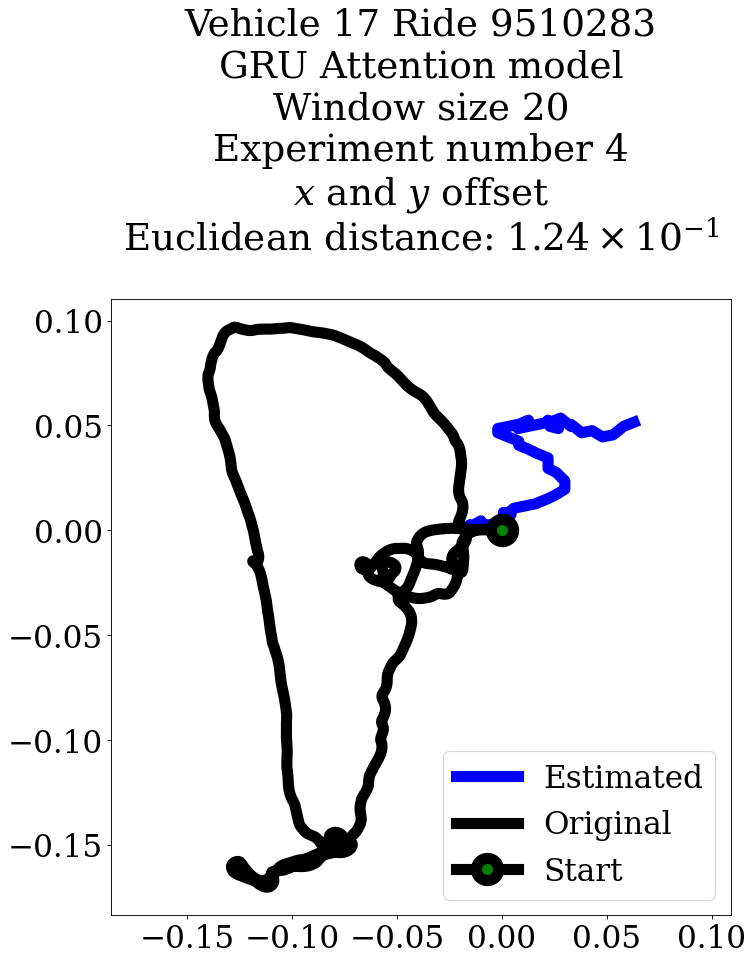 Vehicle 17 Ride 9510283
GRU Attention model
Window size 20
Experiment number 4
x and y offset
Euclidean distance: 1.24 × 10⁻¹
0.10
0.05
0.00
−0.05
−0.10
−0.15
Estimated
Original
Start
−0.15 −0.10 −0.05 0.00 0.05 0.10